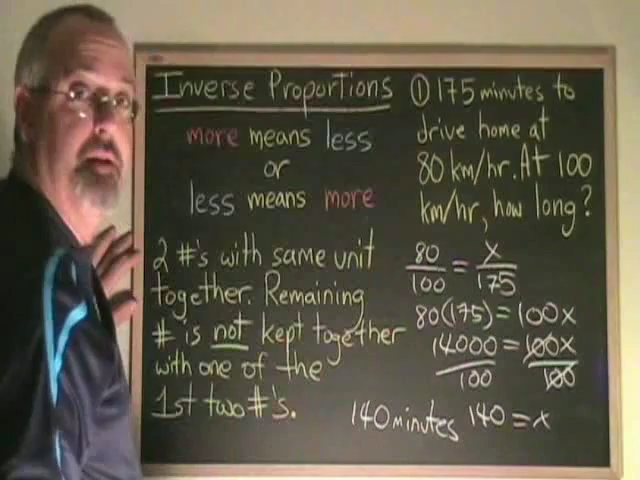 Inverse Proportions
more means less
or
less means more
2 #'s with same unit
together. Remaining
# is not kept together
with one of the
1st two #'s.
① 175 minutes to
drive home at
80 km/hr. At 100
km/hr, how long?
80/100 = x/175
80(175) = 100x
14000/100 = 100x/100
140 minutes 140 = x